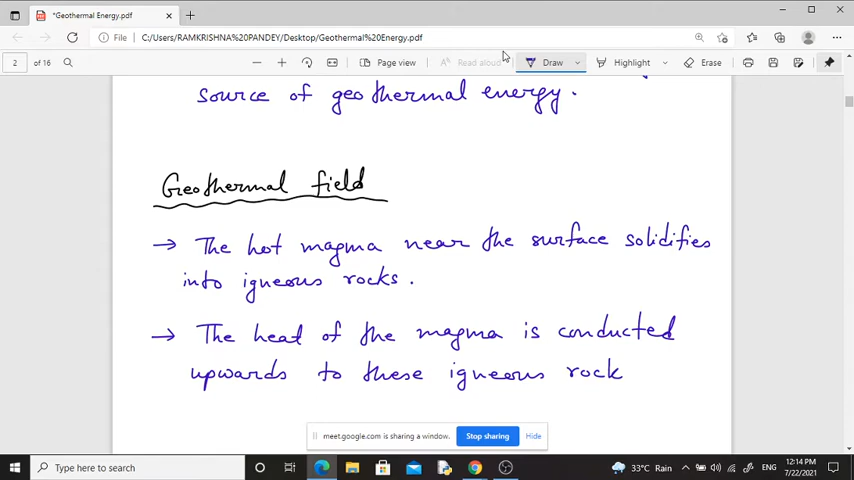 *Geothermal Energy.pdf
File C:/Users/RAMKRISHNA%20PANDEY/Desktop/Geothermal%20Energy.pdf
2 of 16 Page view Read aloud Draw Highlight Erase
source of geothermal energy.
Geothermal field
→ The hot magma near the surface solidifies
into igneous rocks.
→ The heat of the magma is conducted
upwards to these igneous rock
meet.google.com is sharing a window. Stop sharing Hide
Type here to search
33°C Rain ENG 12:14 PM
7/22/2021